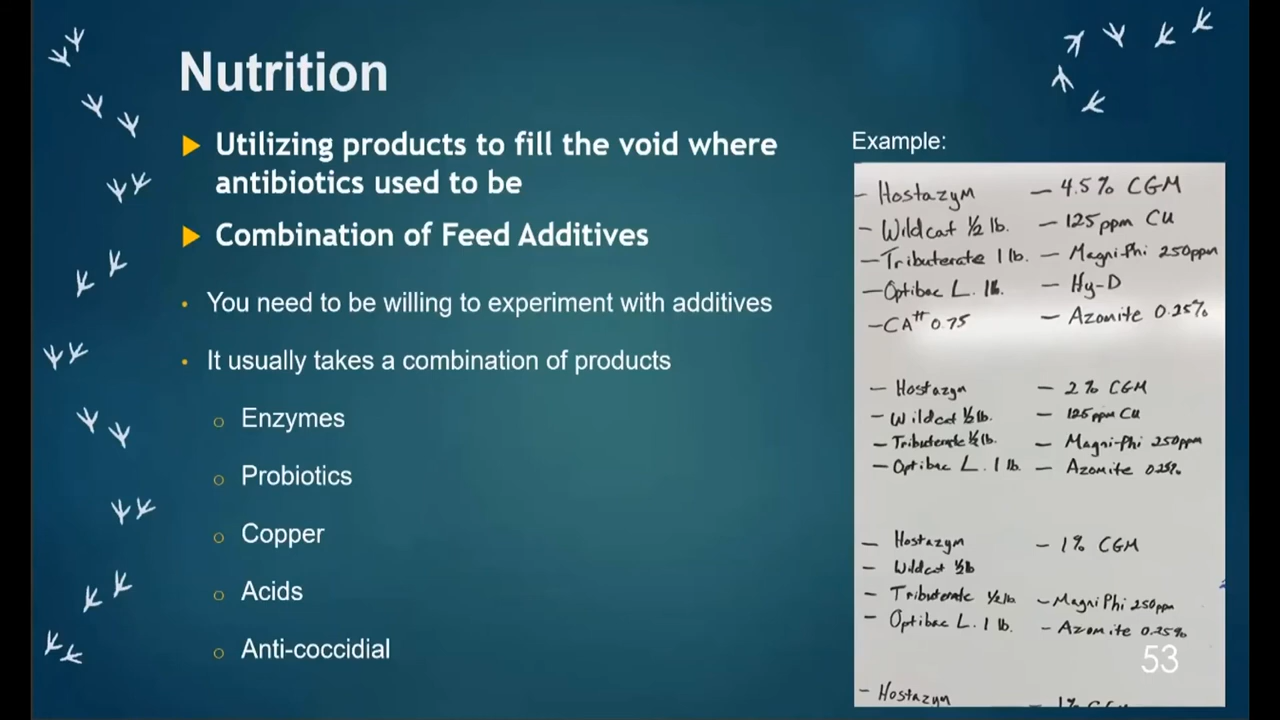 Nutrition
Utilizing products to fill the void where
antibiotics used to be
Combination of Feed Additives
You need to be willing to experiment with additives
It usually takes a combination of products
Enzymes
Probiotics
Copper
Acids
Anti-coccidial
Example:
- Hostazym - 4.5% CGM
- Wildcat ½ lb. - 125 ppm Cu
- Tributerate 1 lb. - Magni-Phi 250ppm
- Optibac L. 1 lb. - Hy-D
- CA 0.75 - Azomite 0.25%
- Hostazym - 2% CGM
- Wildcat ½ lb. - 125 ppm Cu
- Tributerate ½ lb. - Magni-Phi 250ppm
- Optibac L. 1 lb. - Azomite 0.25%
- Hostazym - 1% CGM
- Wildcat ½ lb
- Tributerate ½ lb. - Magni Phi 250ppm
- Optibac L. 1 lb. - Azomite 0.25%
- Hostazym - 1% CGM
53